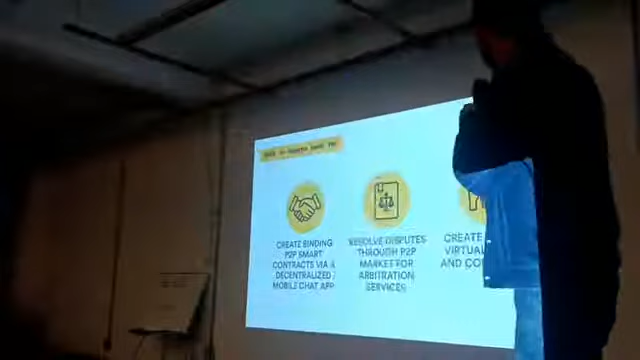 CREATE BINDING
P2P SMART
CONTRACTS VIA A
DECENTRALIZED
MOBILE CHAT APP
RESOLVE DISPUTES
THROUGH P2P
MARKET FOR
ARBITRATION
SERVICES
CREATE
VIRTUAL
AND